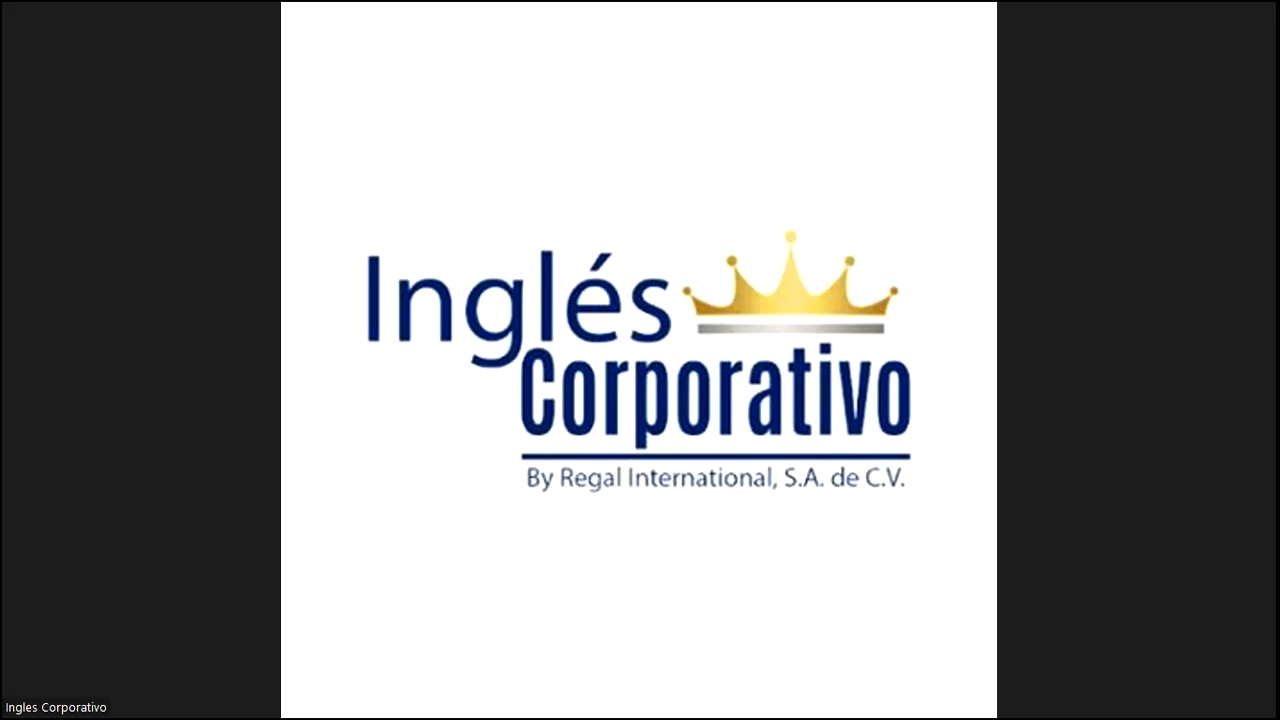 Inglés
Corporativo
By Regal International, S.A. de C.V.
Ingles Corporativo